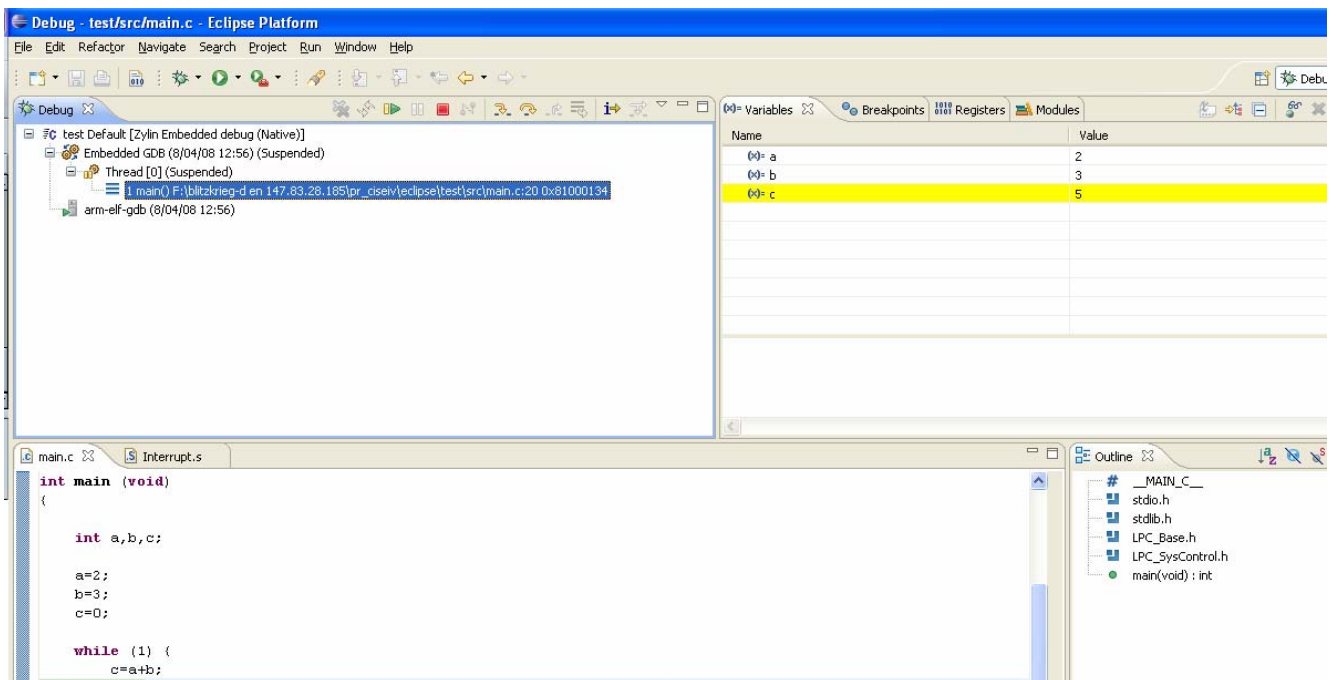 Debug - test/src/main.c - Eclipse Platform
File Edit Refactor Navigate Search Project Run Window Help
Debu
Debug
test Default [Zylin Embedded debug (Native)]
Embedded GDB (8/04/08 12:56) (Suspended)
Thread [0] (Suspended)
1 main() F:\blitzkrieg-d en 147.83.28.185\pr_ciseiv\eclipse\test\src\main.c:20 0x81000134
arm-elf-gdb (8/04/08 12:56)
(x)= Variables Breakpoints 1010 0101 Registers Modules
Name Value
(x)= a 2
(x)= b 3
(x)= c 5
main.c Interrupt.s
int main (void)
{
int a,b,c;
a=2;
b=3;
c=0;
while (1) {
c=a+b;
Outline
# __MAIN_C__
stdio.h
stdlib.h
LPC_Base.h
LPC_SysControl.h
main(void) : int